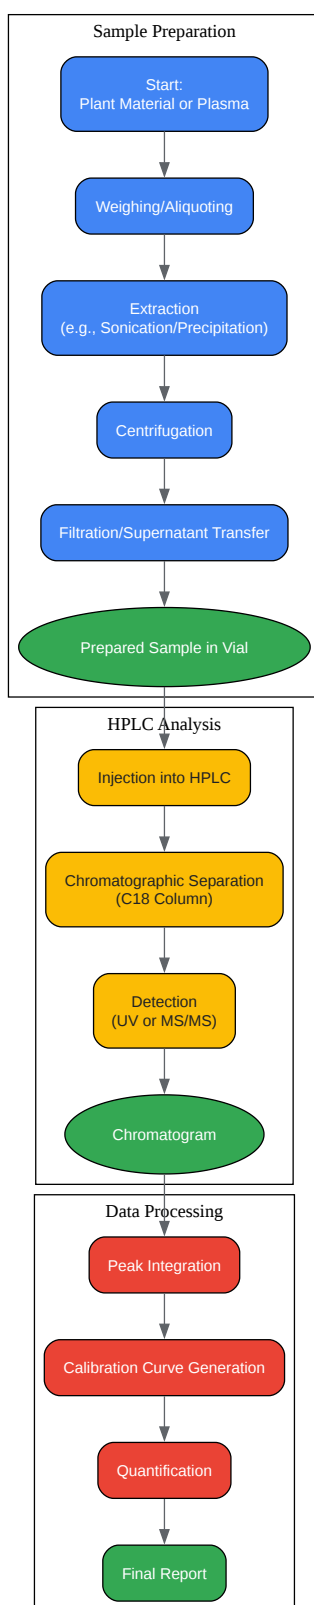 Sample Preparation
Start:
Plant Material or Plasma
Weighing/Aliquoting
Extraction
(e.g., Sonication/Precipitation)
Centrifugation
Filtration/Supernatant Transfer
Prepared Sample in Vial
HPLC Analysis
Injection into HPLC
Chromatographic Separation
(C18 Column)
Detection
(UV or MS/MS)
Chromatogram
Data Processing
Peak Integration
Calibration Curve Generation
Quantification
Final Report